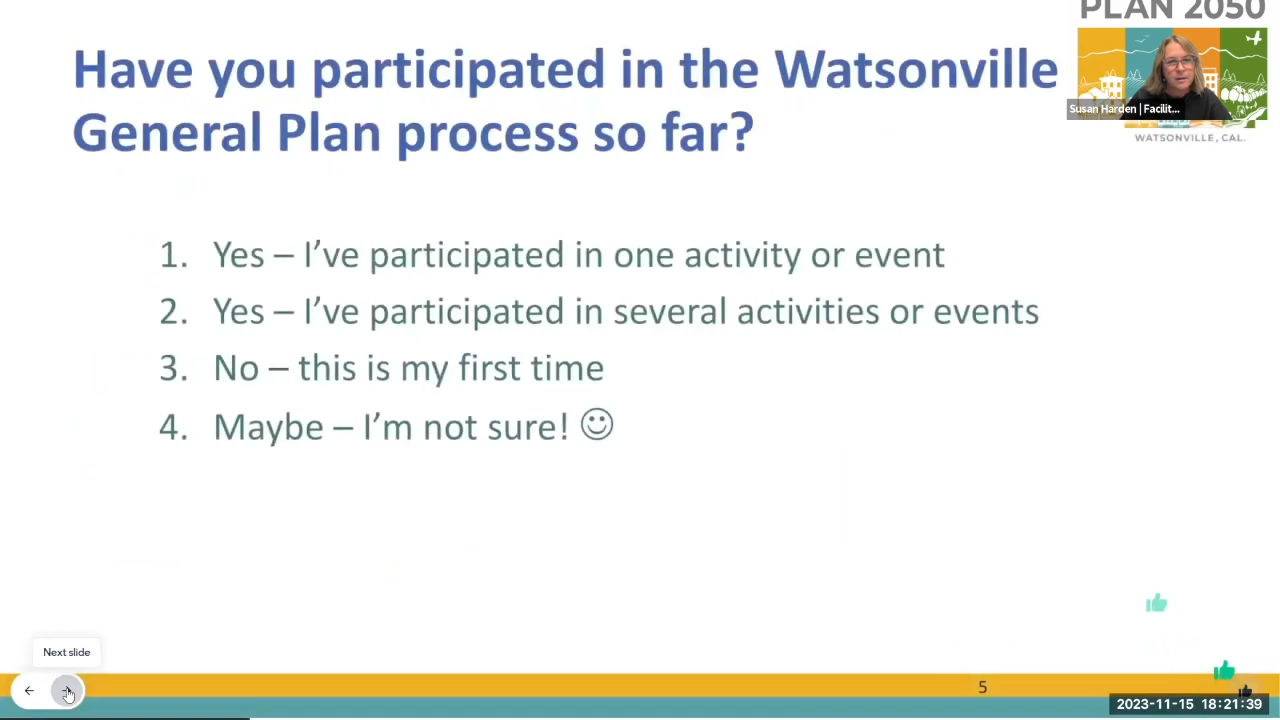 PLAN 2050
Have you participated in the Watsonville
General Plan process so far?
Susan Harden | Facilit...
WATSONVILLE, CAL.
1. Yes – I’ve participated in one activity or event
2. Yes – I’ve participated in several activities or events
3. No – this is my first time
4. Maybe – I’m not sure! ☺
Next slide
5
2023-11-15 18:21:39